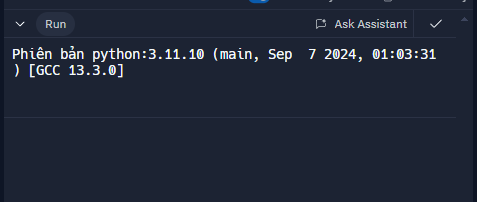 Run
Ask Assistant
Phiên bản python:3.11.10 (main, Sep  7 2024, 01:03:31
) [GCC 13.3.0]